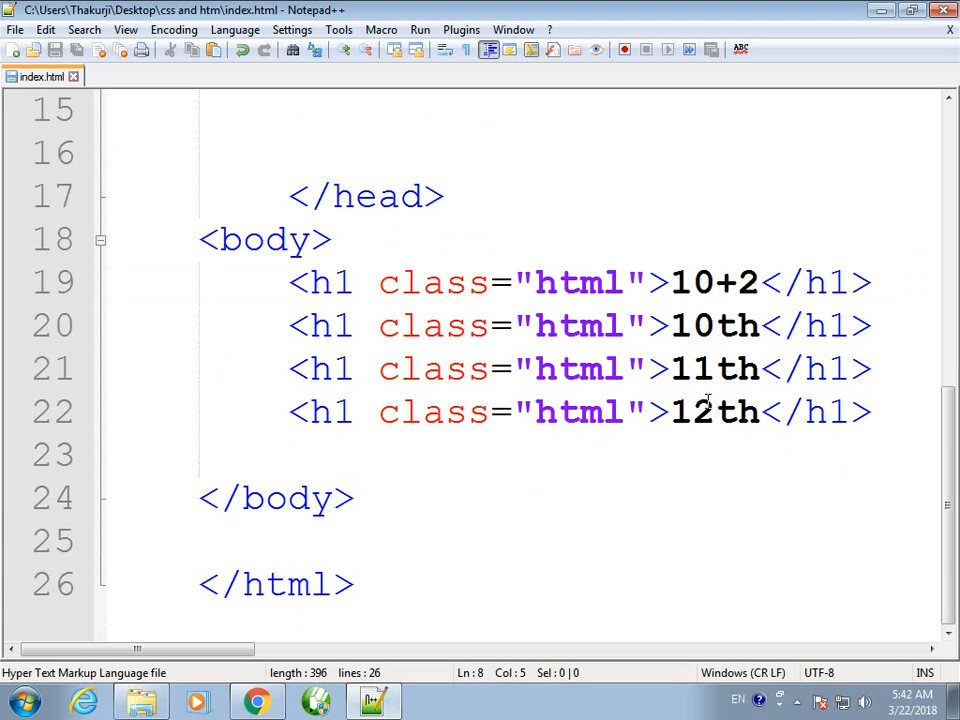 C:\Users\Thakurji\Desktop\css and htm\index.html - Notepad++
File Edit Search View Encoding Language Settings Tools Macro Run Plugins Window ? X
ABC
index.html
15
16
17 </head>
18 <body>
19 <h1 class="html">10+2</h1>
20 <h1 class="html">10th</h1>
21 <h1 class="html">11th</h1>
22 <h1 class="html">12th</h1>
23
24 </body>
25
26 </html>
Hyper Text Markup Language file length : 396 lines : 26 Ln : 8 Col : 5 Sel : 0 | 0 Windows (CR LF) UTF-8 INS
EN 5:42 AM
3/22/2018